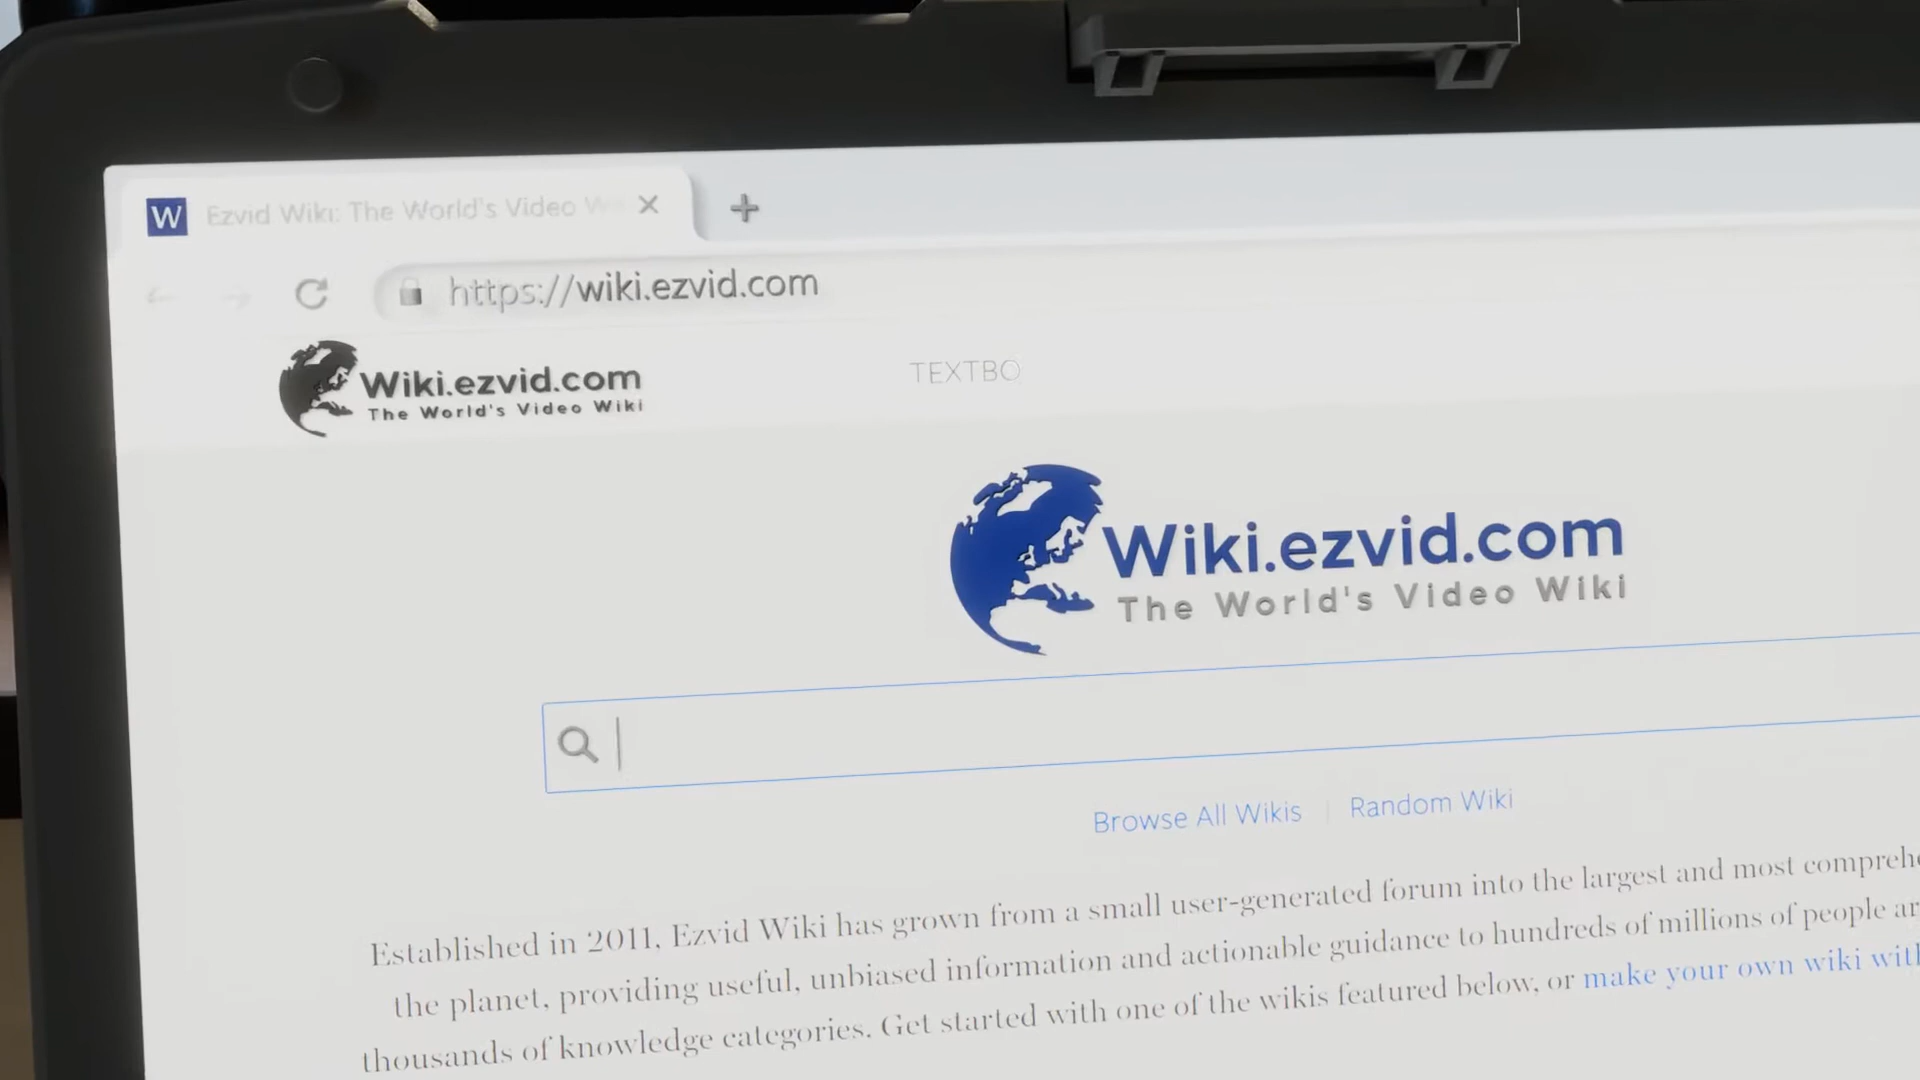 W Ezvid Wiki: The World's Video W
https://wiki.ezvid.com
Wiki.ezvid.com
The World's Video Wiki
TEXTBO
Wiki.ezvid.com
The World's Video Wiki
Browse All Wikis | Random Wiki
Established in 2011, Ezvid Wiki has grown from a small user-generated forum into the largest and most
the planet, providing useful, unbiased information and actionable guidance to hundreds of millions of people
thousands of knowledge categories. Get started with one of the wikis featured below, or make your own wiki